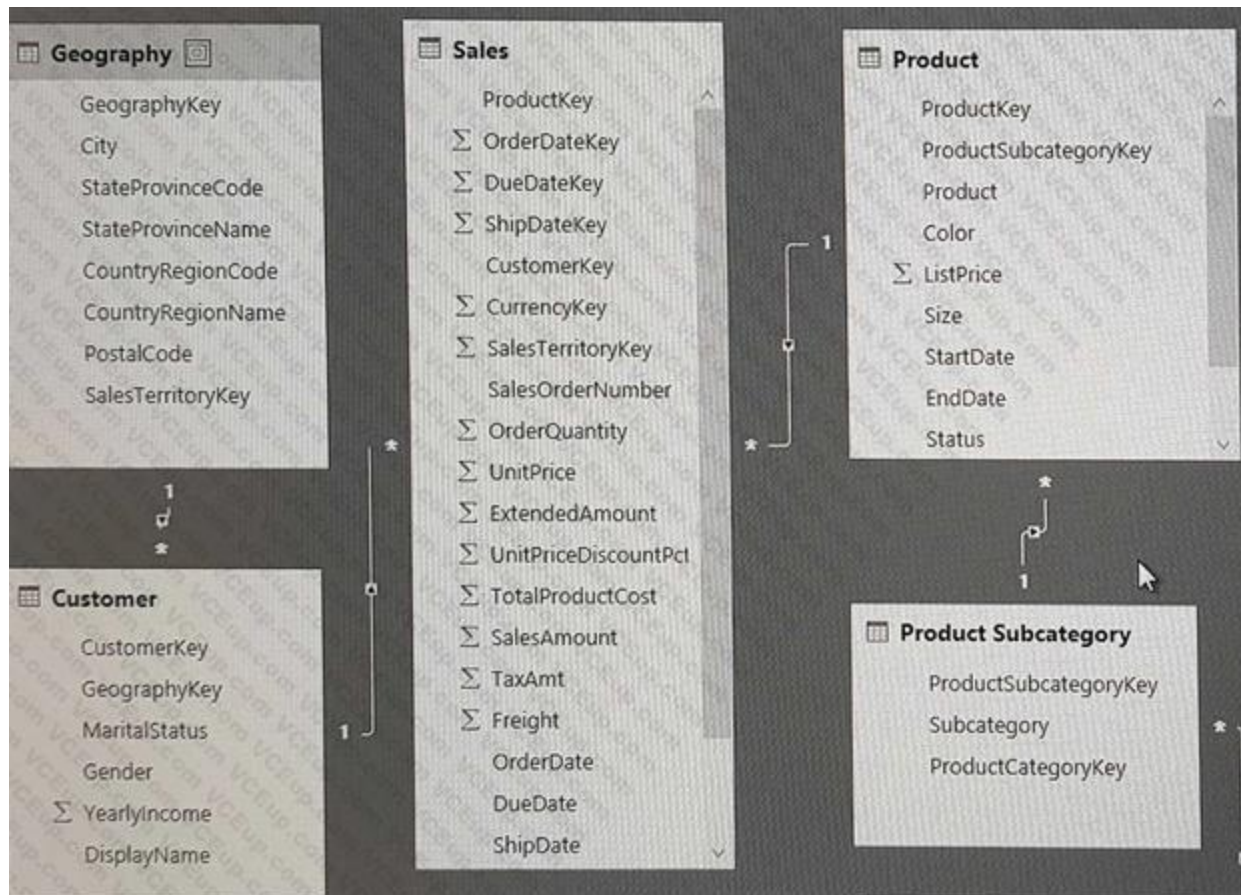 Geography
GeographyKey
City
StateProvinceCode
StateProvinceName
CountryRegionCode
CountryRegionName
PostalCode
SalesTerritoryKey
1
*
Customer
CustomerKey
GeographyKey
MaritalStatus
Gender
Σ YearlyIncome
DisplayName
*
1
Sales
ProductKey
Σ OrderDateKey
Σ DueDateKey
Σ ShipDateKey
CustomerKey
Σ CurrencyKey
Σ SalesTerritoryKey
SalesOrderNumber
Σ OrderQuantity
Σ UnitPrice
Σ ExtendedAmount
Σ UnitPriceDiscountPct
Σ TotalProductCost
Σ SalesAmount
Σ TaxAmt
Σ Freight
OrderDate
DueDate
ShipDate
1
*
Product
ProductKey
ProductSubcategoryKey
Product
Color
Σ ListPrice
Size
StartDate
EndDate
Status
*
1
Product Subcategory
ProductSubcategoryKey
Subcategory
ProductCategoryKey
*
VCEup.com